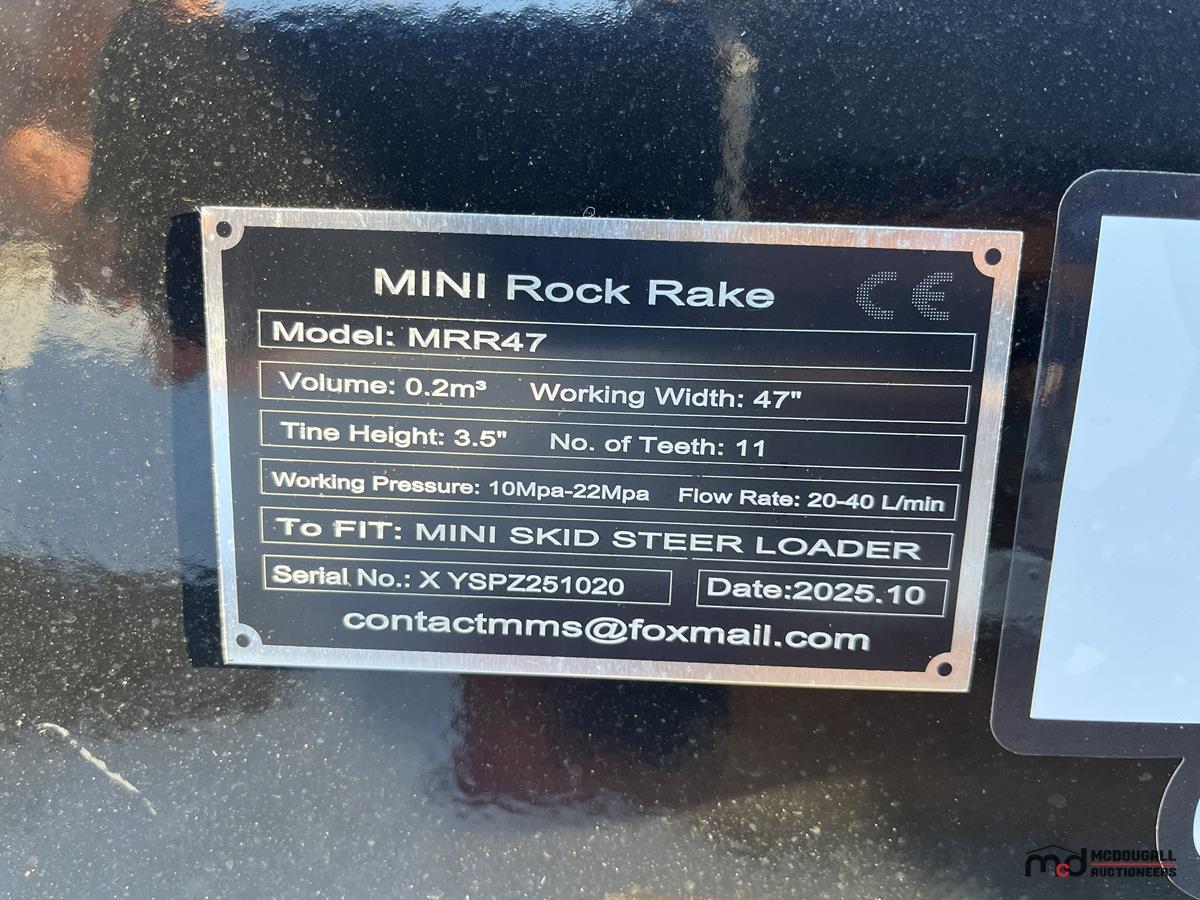 MINI Rock Rake CE
Model: MRR47
Volume: 0.2m³ Working Width: 47"
Tine Height: 3.5" No. of Teeth: 11
Working Pressure: 10Mpa-22Mpa Flow Rate: 20-40 L/min
To FIT: MINI SKID STEER LOADER
Serial No.: X YSPZ251020 Date:2025.10
contactmms@foxmail.com
mcd MCDOUGALL
AUCTIONEERS